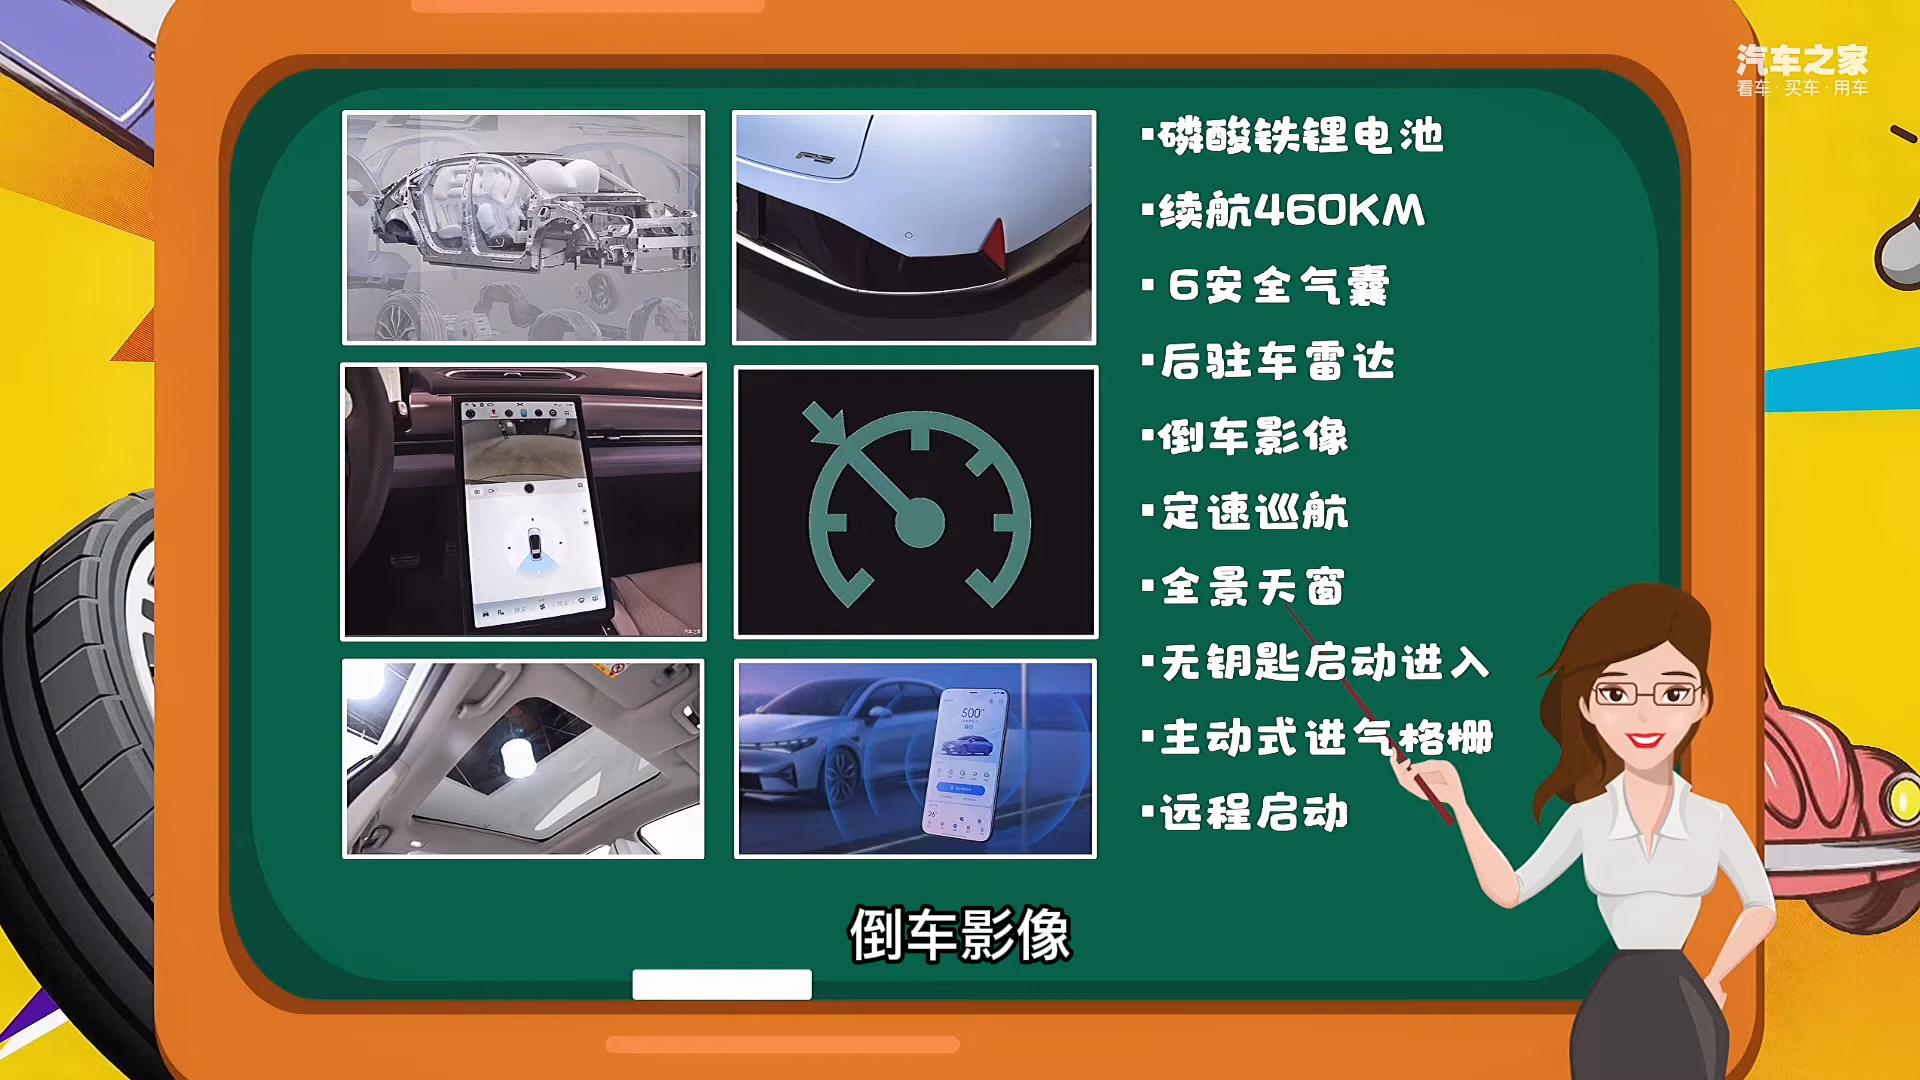 汽车之家
看车·买车·用车
P5
▪磷酸铁锂电池
▪续航460KM
▪6安全气囊
▪后驻车雷达
▪倒车影像
▪定速巡航
▪全景天窗
▪无钥匙启动进入
▪主动式进气格栅
▪远程启动
500
26°
倒车影像